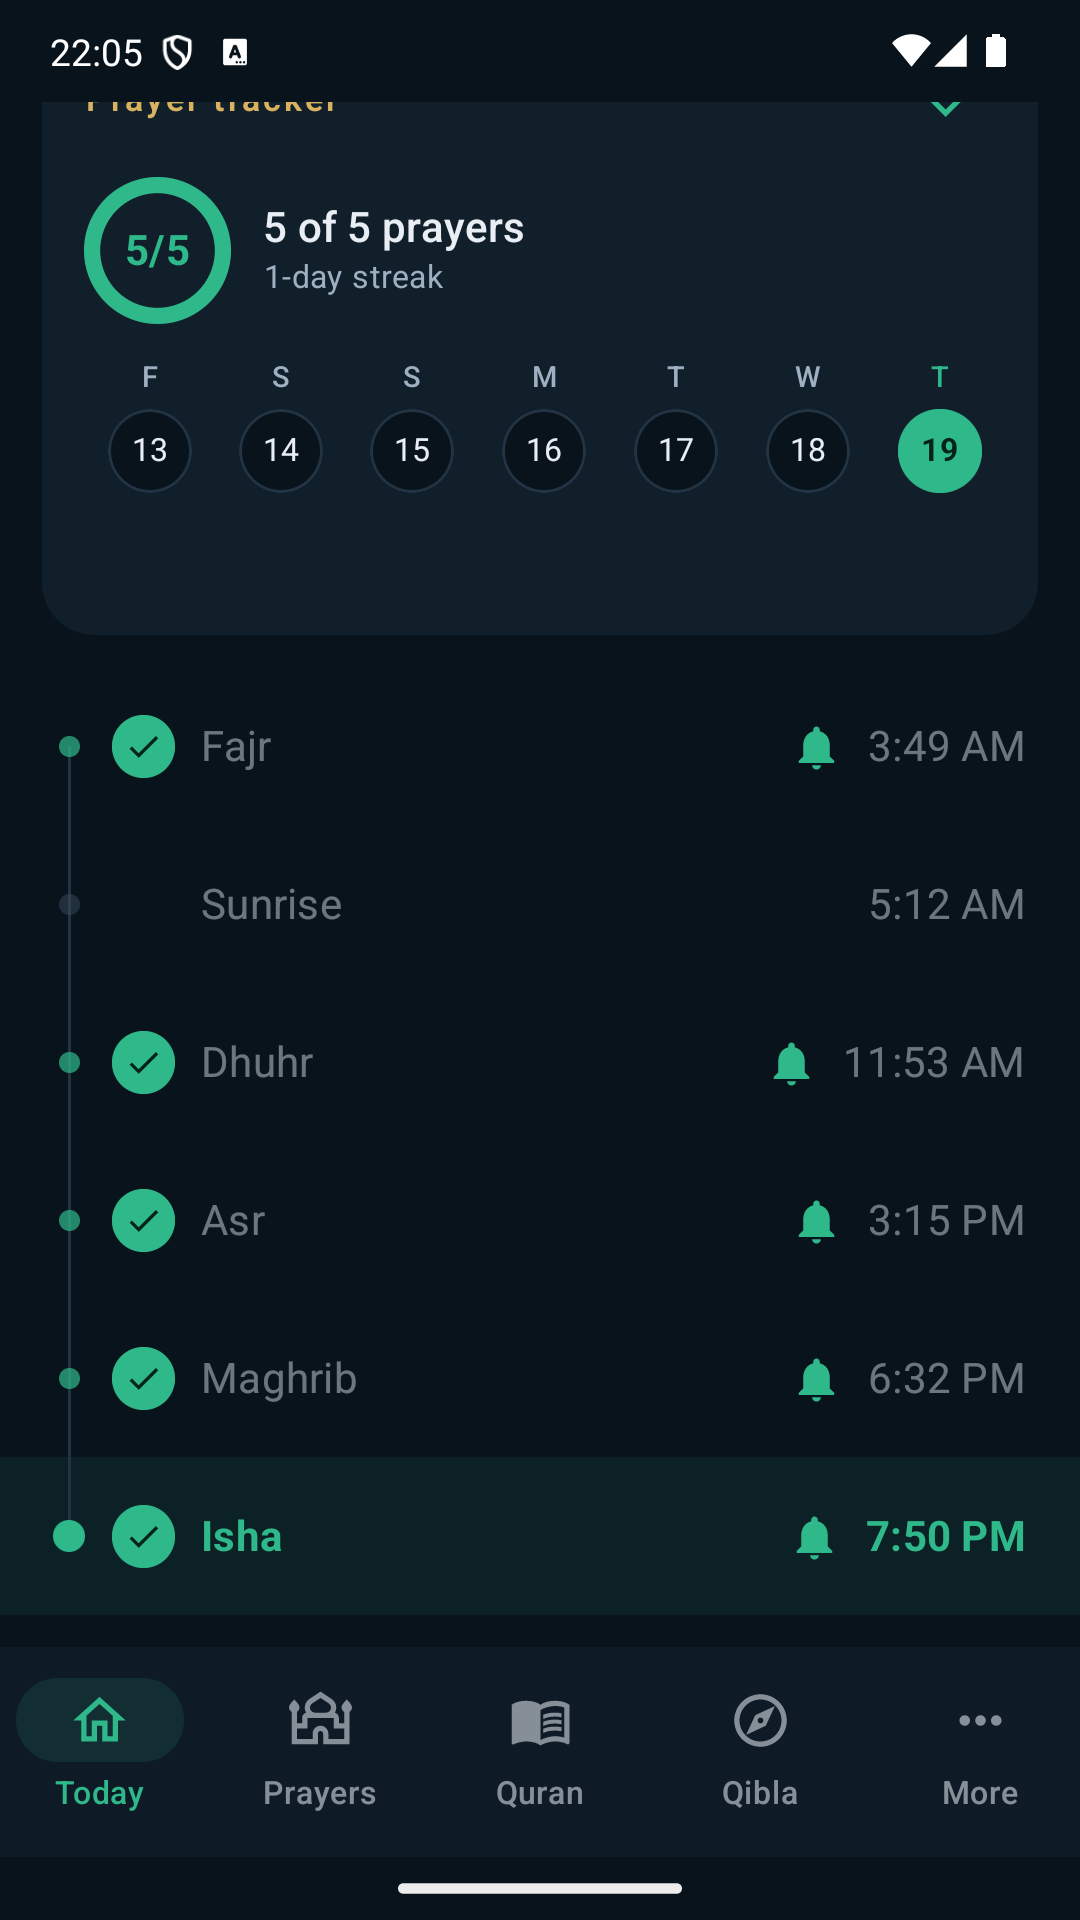 22:05
Prayer tracker
5/5
5 of 5 prayers
1-day streak
F S S M T W T
13 14 15 16 17 18 19
Fajr 3:49 AM
Sunrise 5:12 AM
Dhuhr 11:53 AM
Asr 3:15 PM
Maghrib 6:32 PM
Isha 7:50 PM
Today Prayers Quran Qibla More